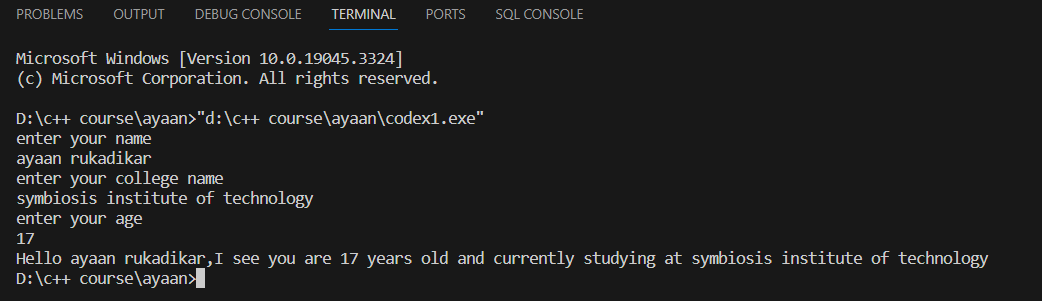 PROBLEMS OUTPUT DEBUG CONSOLE TERMINAL PORTS SQL CONSOLE
Microsoft Windows [Version 10.0.19045.3324]
(c) Microsoft Corporation. All rights reserved.
D:\c++ course\ayaan>"d:\c++ course\ayaan\codex1.exe"
enter your name
ayaan rukadikar
enter your college name
symbiosis institute of technology
enter your age
17
Hello ayaan rukadikar,I see you are 17 years old and currently studying at symbiosis institute of technology
D:\c++ course\ayaan>